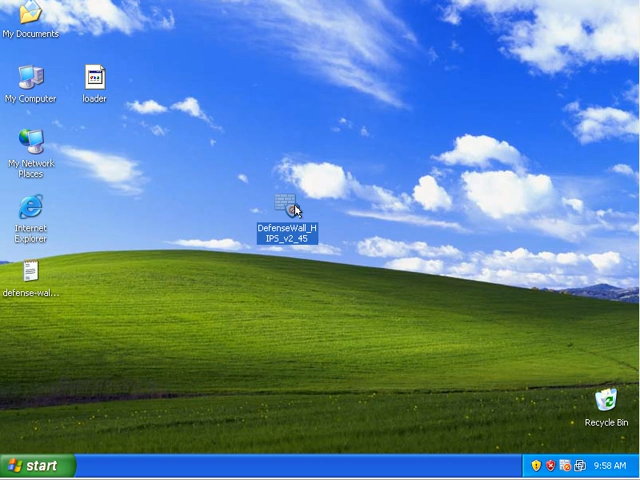 My Documents
My Computer
loader
My Network
Places
DefenseWall_H
IPS_v2_45
Internet
Explorer
defense-wal...
Recycle Bin
start
9:58 AM